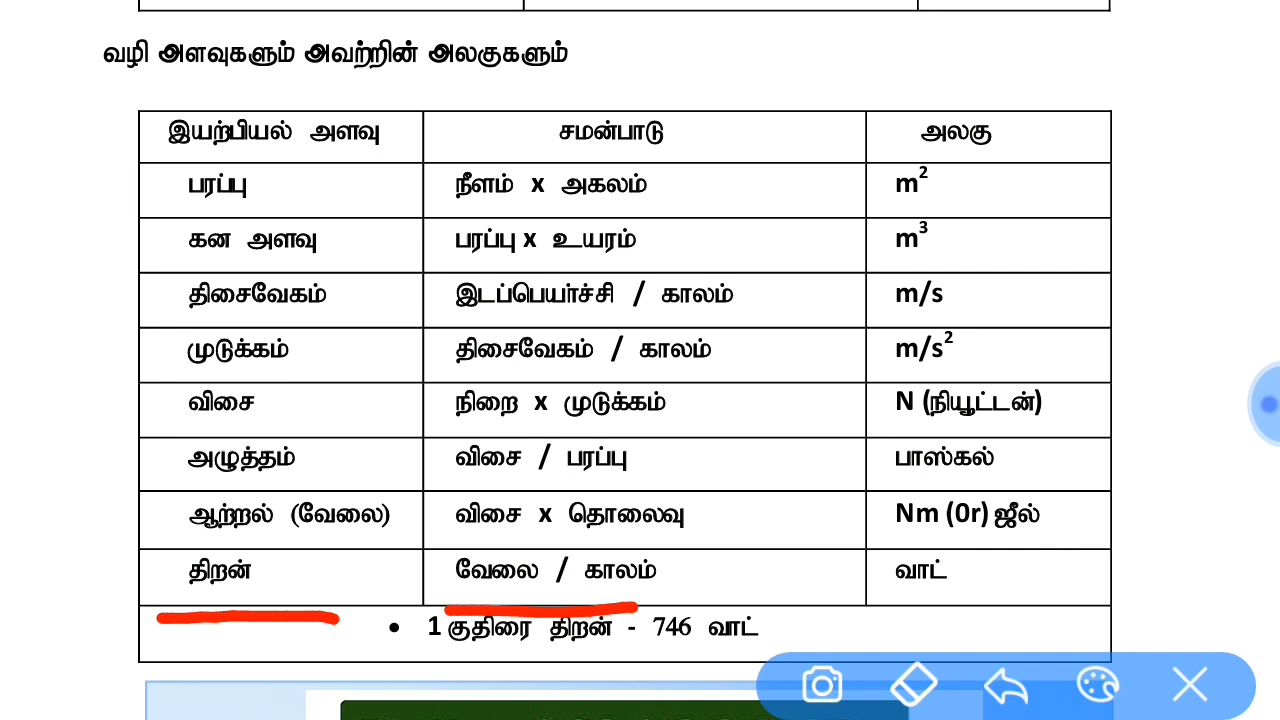 வழி அளவுகளும் அவற்றின் அலகுகளும்
இயற்பியல் அளவு சமன்பாடு அலகு
பரப்பு நீளம் x அகலம் m²
கன அளவு பரப்பு x உயரம் m³
திசைவேகம் இடப்பெயர்ச்சி / காலம் m/s
முடுக்கம் திசைவேகம் / காலம் m/s²
விசை நிறை x முடுக்கம் N (நியூட்டன்)
அழுத்தம் விசை / பரப்பு பாஸ்கல்
ஆற்றல் (வேலை) விசை x தொலைவு Nm (0r) ஜீல்
திறன் வேலை / காலம் வாட்
• 1 குதிரை திறன் - 746 வாட்